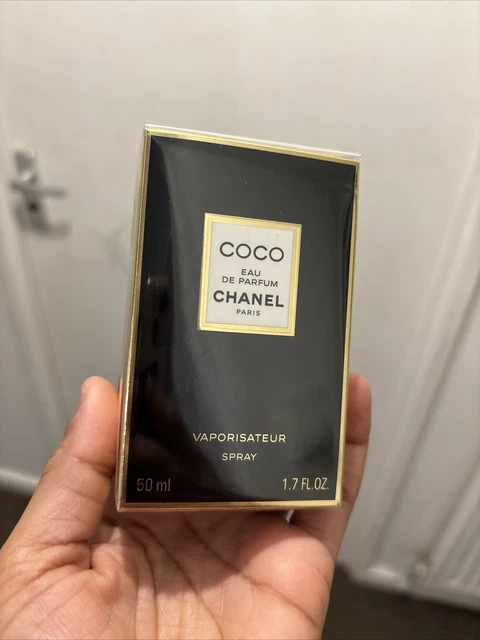 COCO
EAU
DE PARFUM
CHANEL
PARIS
VAPORISATEUR
SPRAY
50 ml 1.7 FL.OZ.